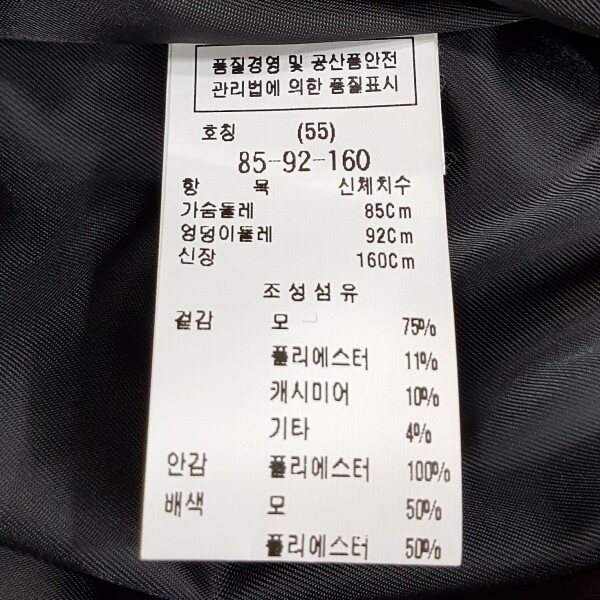 품질경영 및 공산품안전
관리법에 의한 품질표시
호칭 (55)
85-92-160
항 목 신체치수
가슴둘레 85Cm
엉덩이둘레 92Cm
신장 160Cm
조성섬유
겉감 모 75%
폴리에스터 11%
캐시미어 10%
기타 4%
안감 폴리에스터 100%
배색 모 50%
폴리에스터 50%